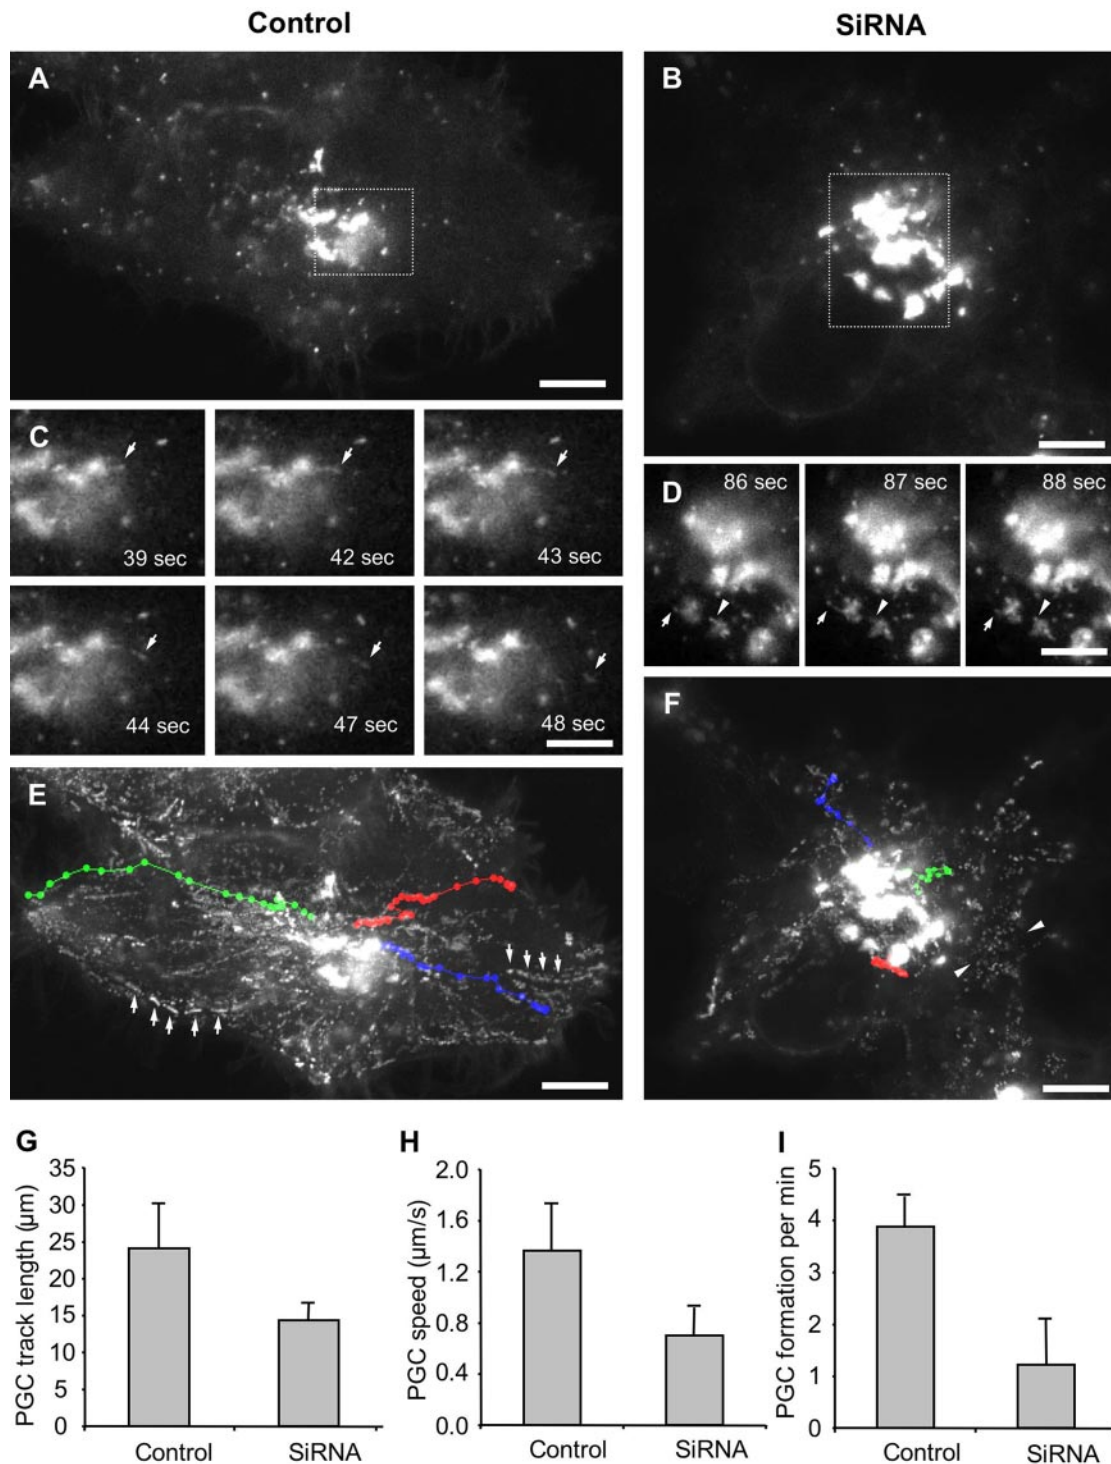 Control
SiRNA
A
B
C
39 sec
42 sec
43 sec
44 sec
47 sec
48 sec
D
86 sec
87 sec
88 sec
E
F
G
PGC track length (μm)
35
30
25
20
15
10
5
0
Control
SiRNA
H
PGC speed (μm/s)
2.0
1.6
1.2
0.8
0.4
0.0
Control
SiRNA
I
PGC formation per min
5
4
3
2
1
0
Control
SiRNA